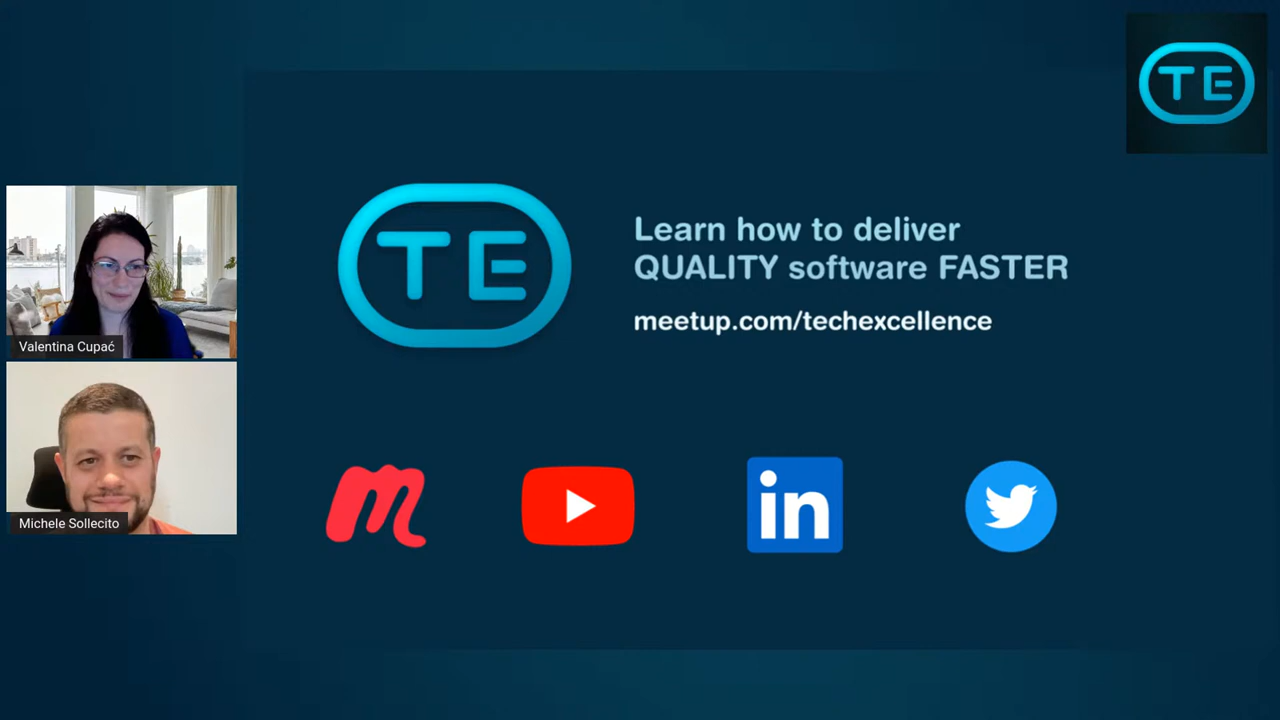 TE
TE
Learn how to deliver
QUALITY software FASTER
meetup.com/techexcellence
Valentina Cupać
Michele Sollecito
m
in